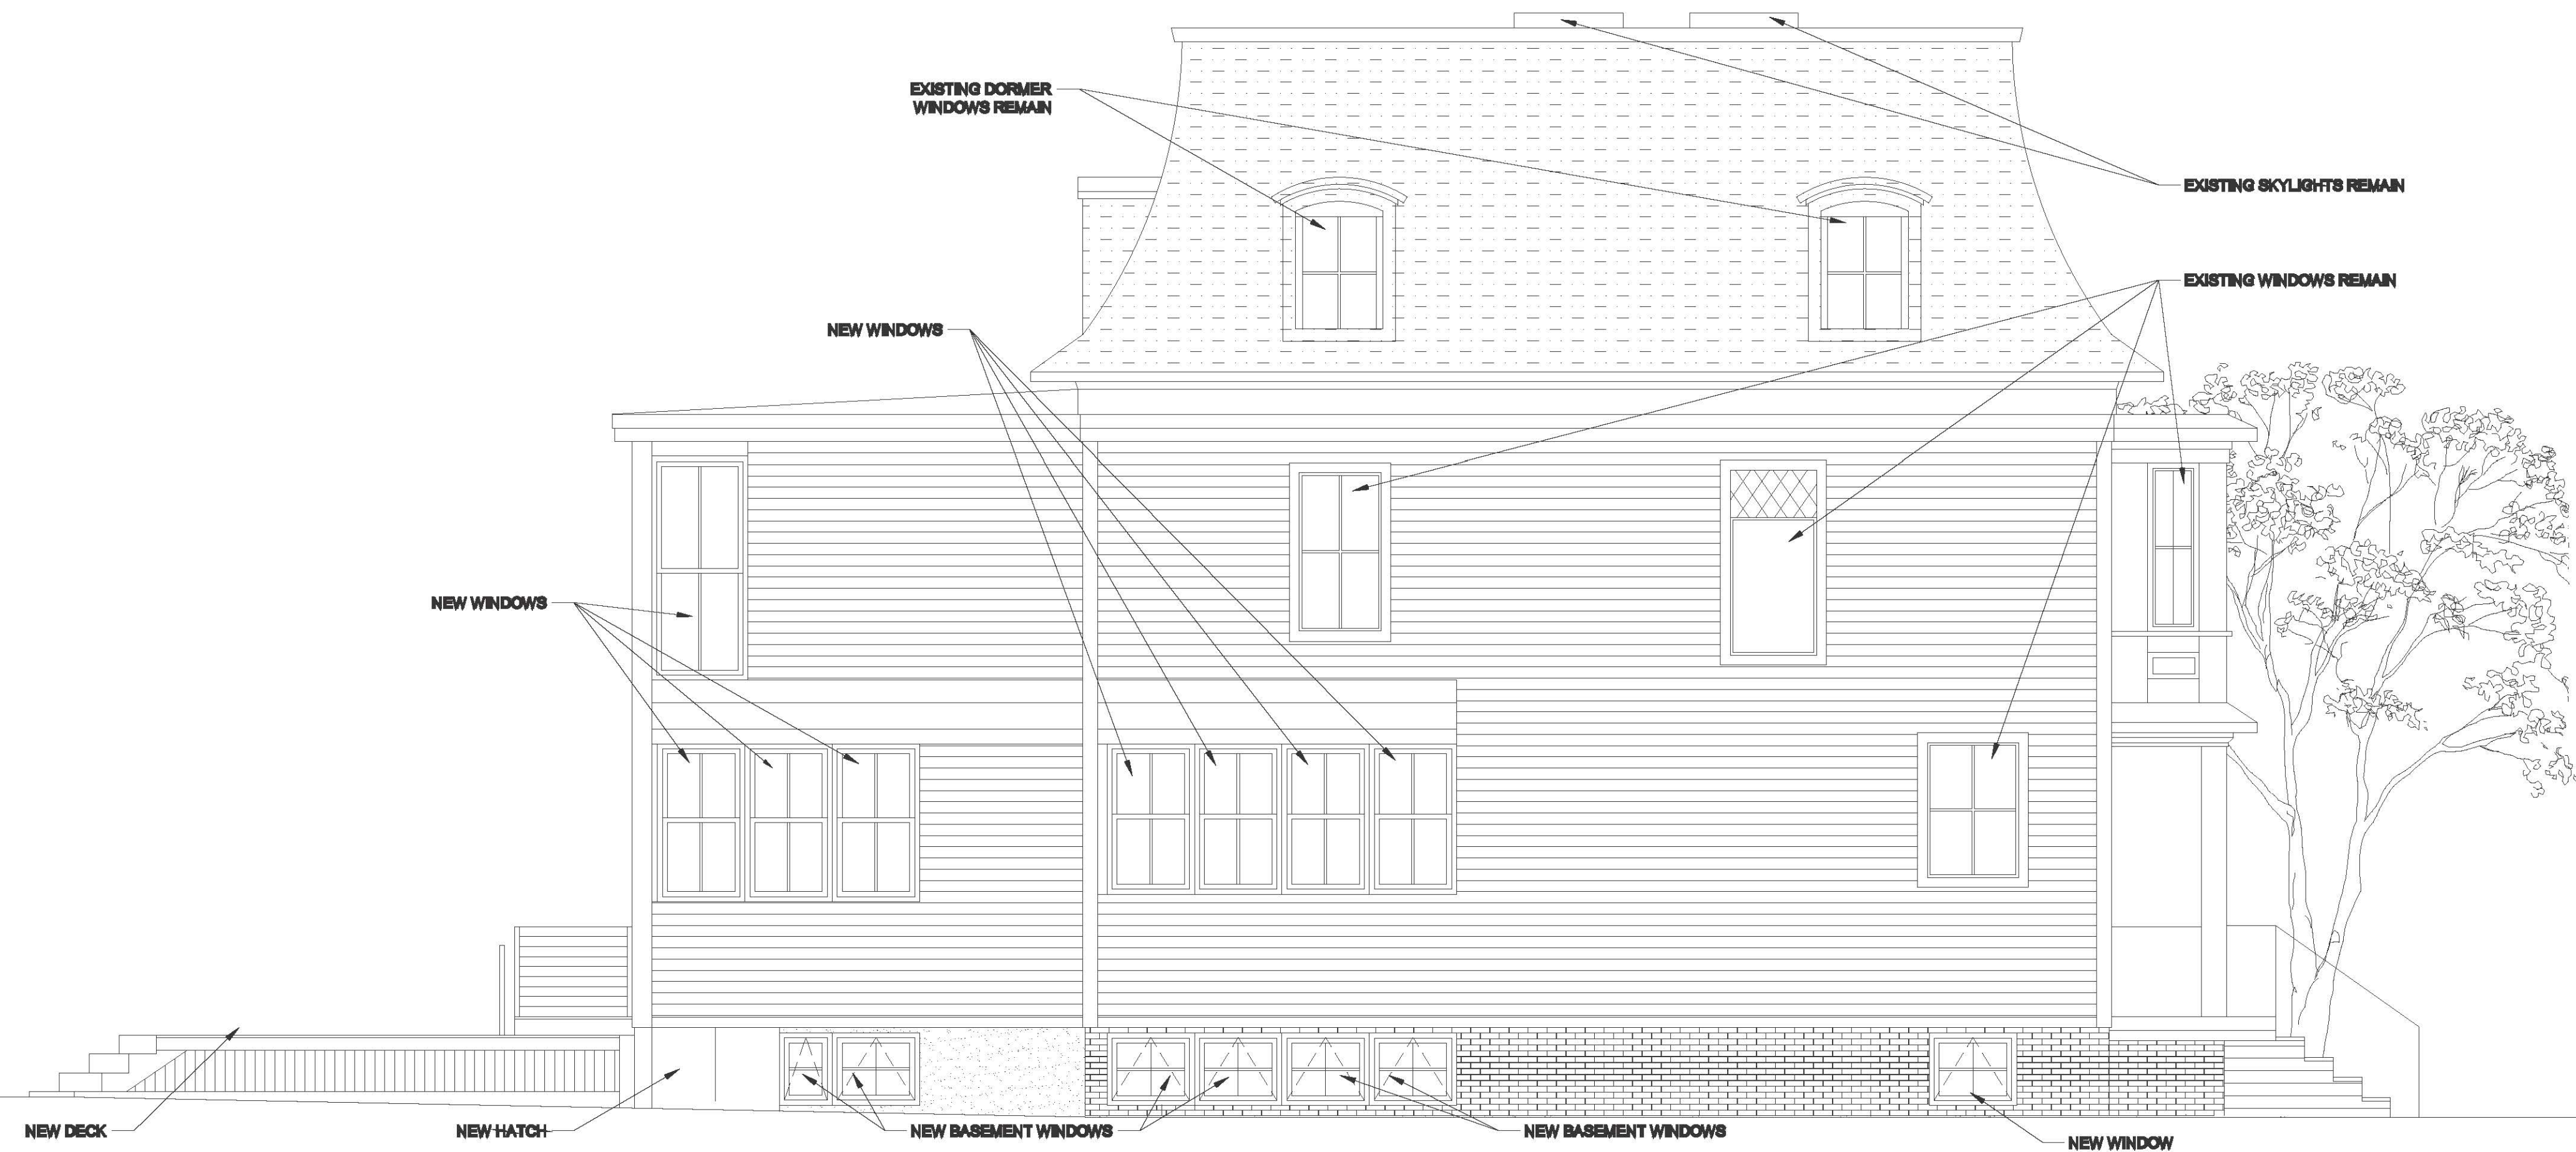 EXISTING DORMER
WINDOWS REMAIN
EXISTING SKYLIGHTS REMAIN
EXISTING WINDOWS REMAIN
NEW WINDOWS
NEW WINDOWS
NEW DECK
NEW HATCH
NEW BASEMENT WINDOWS
NEW BASEMENT WINDOWS
NEW WINDOW